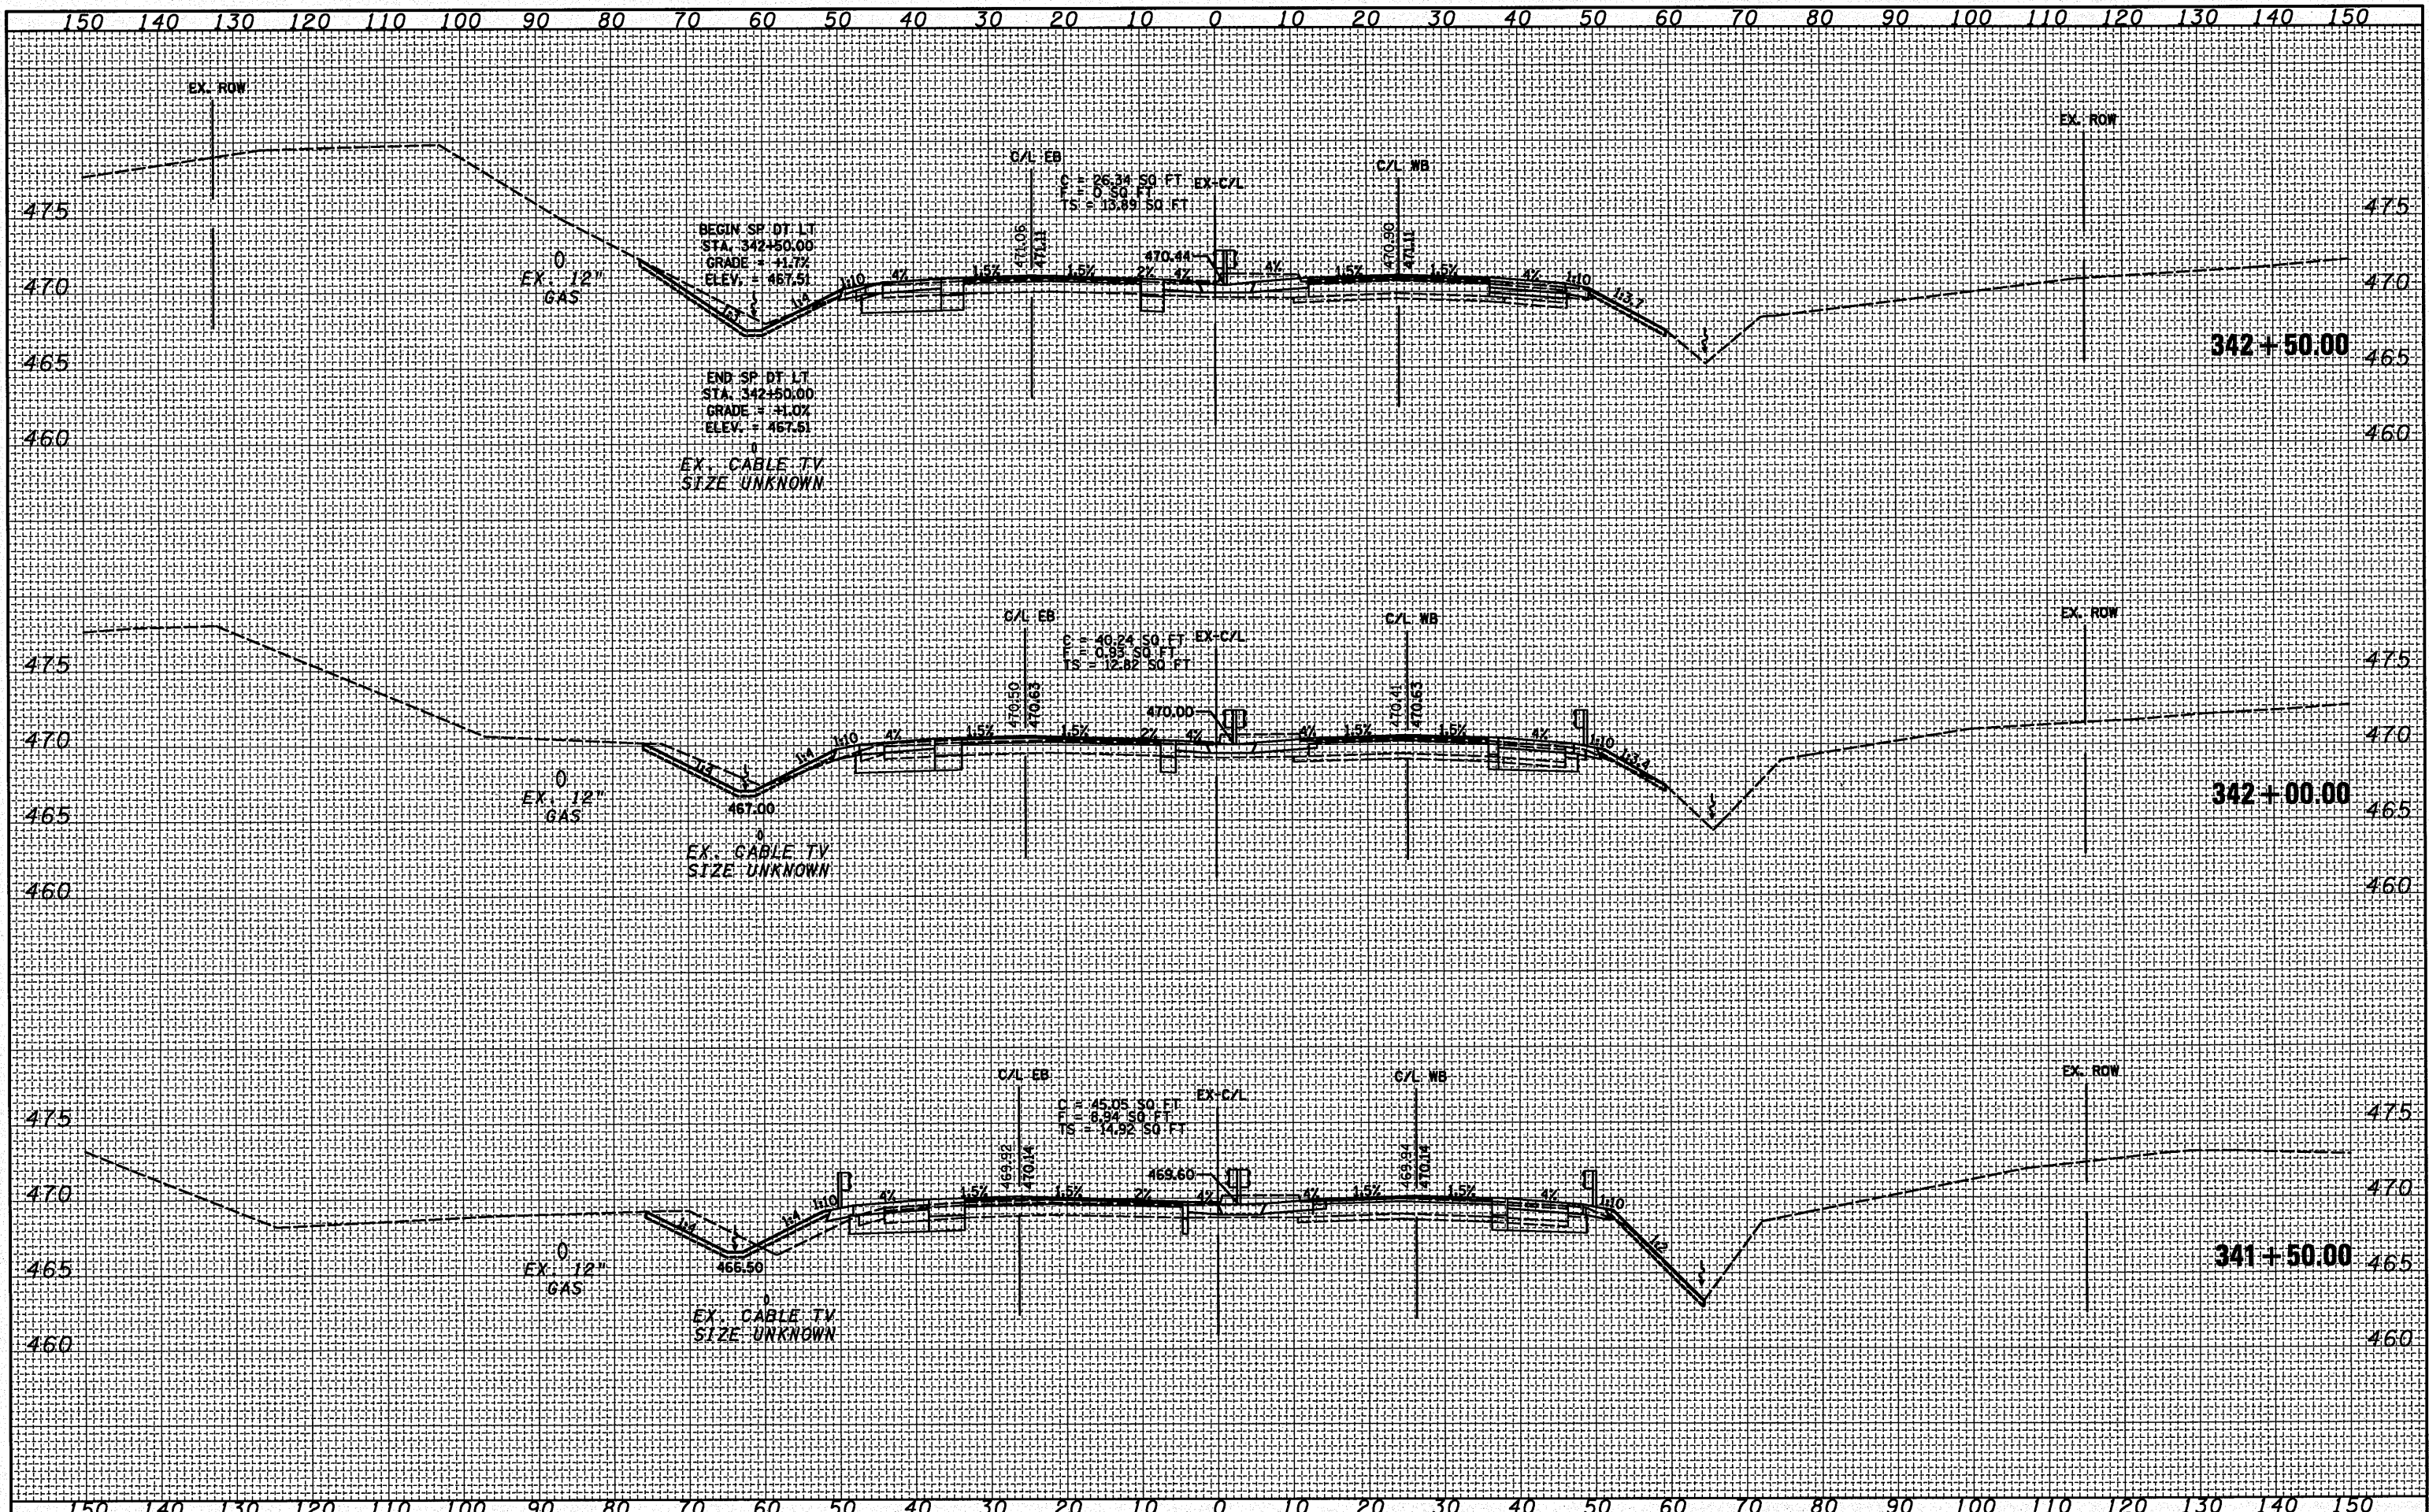 150 140 130 120 110 100 90 80 70 60 50 40 30 20 10 0 10 20 30 40 50 60 70 80 90 100 110 120 130 140 150
EX. ROW
EX. ROW
C/L EB
C/L WB
C = 26.34 SQ FT
F = 0 SQ FT
TS = 13.89 SQ FT
EX-C/L
475
475
BEGIN SP DT LT
STA. 342+50.00
GRADE = +1.7%
ELEV. = 467.51
471.06
471.11
470.90
471.11
470.44
EX. 12"
GAS
470
470
1:3
1:4
1:10
4%
1.5%
1.5%
2%
4%
4%
1.5%
1.5%
4%
1:10
1:3.7
342+50.00
465
465
END SP DT LT
STA. 342+50.00
GRADE = +1.0%
ELEV. = 467.51
460
460
EX. CABLE TV
SIZE UNKNOWN
C/L EB
C/L WB
EX. ROW
C = 40.24 SQ FT
F = 0.93 SQ FT
TS = 12.82 SQ FT
EX-C/L
475
475
470.50
470.63
470.41
470.63
470.00
470
470
1:4
1:4
1:10
4%
1.5%
1.5%
2%
4%
4%
1.5%
1.5%
4%
1:10
1:3.4
EX. 12"
GAS
467.00
342+00.00
465
465
EX. CABLE TV
SIZE UNKNOWN
460
460
C/L EB
C/L WB
EX. ROW
C = 45.05 SQ FT
F = 8.94 SQ FT
TS = 14.92 SQ FT
EX-C/L
475
475
469.92
470.14
469.94
470.14
469.60
470
470
1:4
1:4
1:10
4%
1.5%
1.5%
2%
4%
4%
1.5%
1.5%
4%
1:10
1:2
EX. 12"
GAS
466.50
341+50.00
465
465
EX. CABLE TV
SIZE UNKNOWN
460
460
150 140 130 120 110 100 90 80 70 60 50 40 30 20 10 0 10 20 30 40 50 60 70 80 90 100 110 120 130 140 150